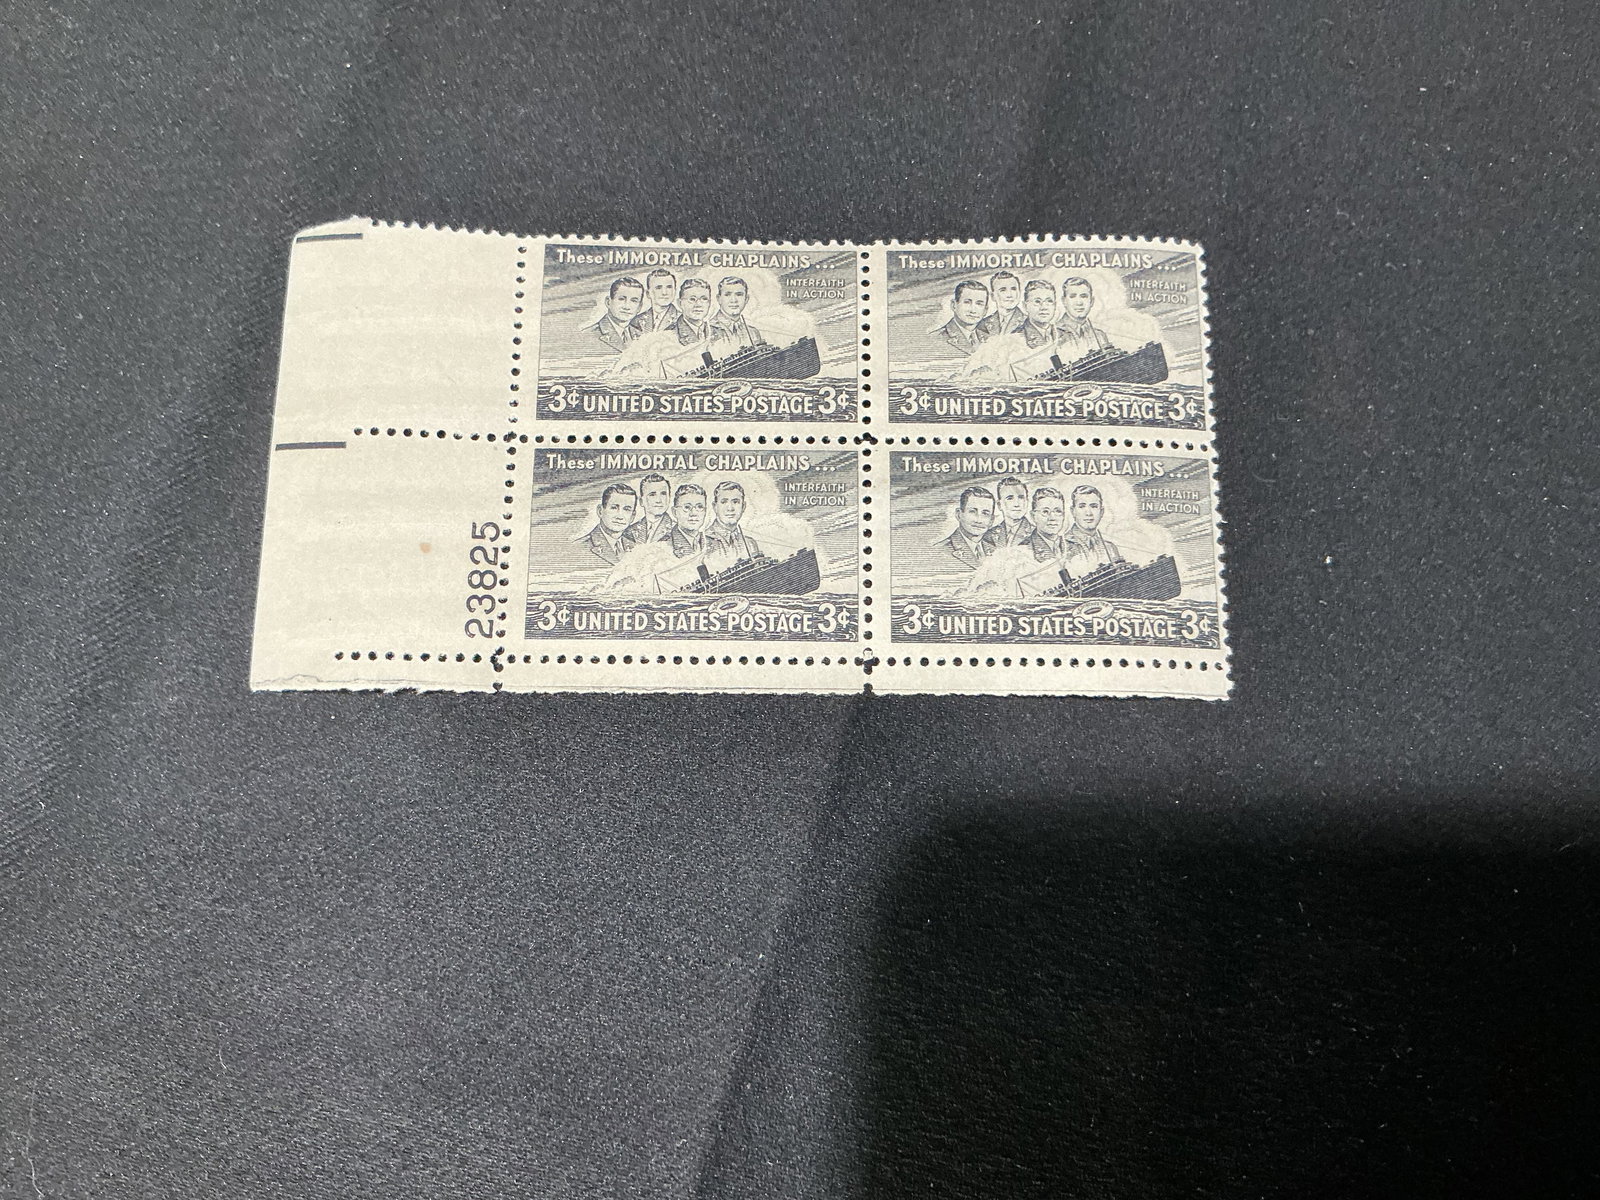 These IMMORTAL CHAPLAINS...
INTERFAITH
IN ACTION
3¢ UNITED STATES POSTAGE 3¢
These IMMORTAL CHAPLAINS...
INTERFAITH
IN ACTION
3¢ UNITED STATES POSTAGE 3¢
23825
These IMMORTAL CHAPLAINS...
INTERFAITH
IN ACTION
3¢ UNITED STATES POSTAGE 3¢
These IMMORTAL CHAPLAINS...
INTERFAITH
IN ACTION
3¢ UNITED STATES POSTAGE 3¢